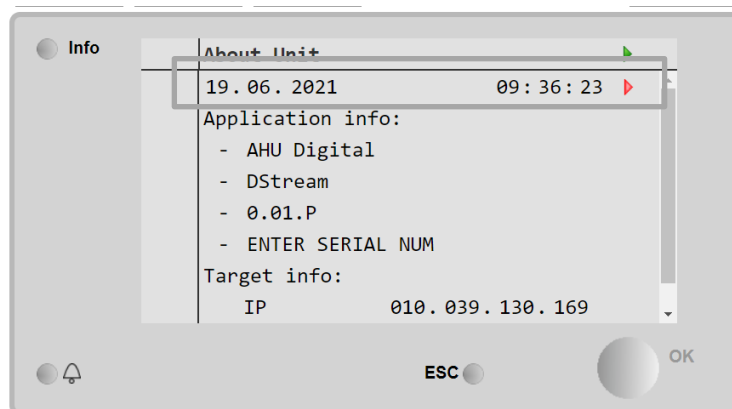 Info
About Unit
19.06.2021 09:36:23
Application info:
- AHU Digital
- DStream
- 0.01.P
- ENTER SERIAL NUM
Target info:
IP 010.039.130.169
ESC
OK